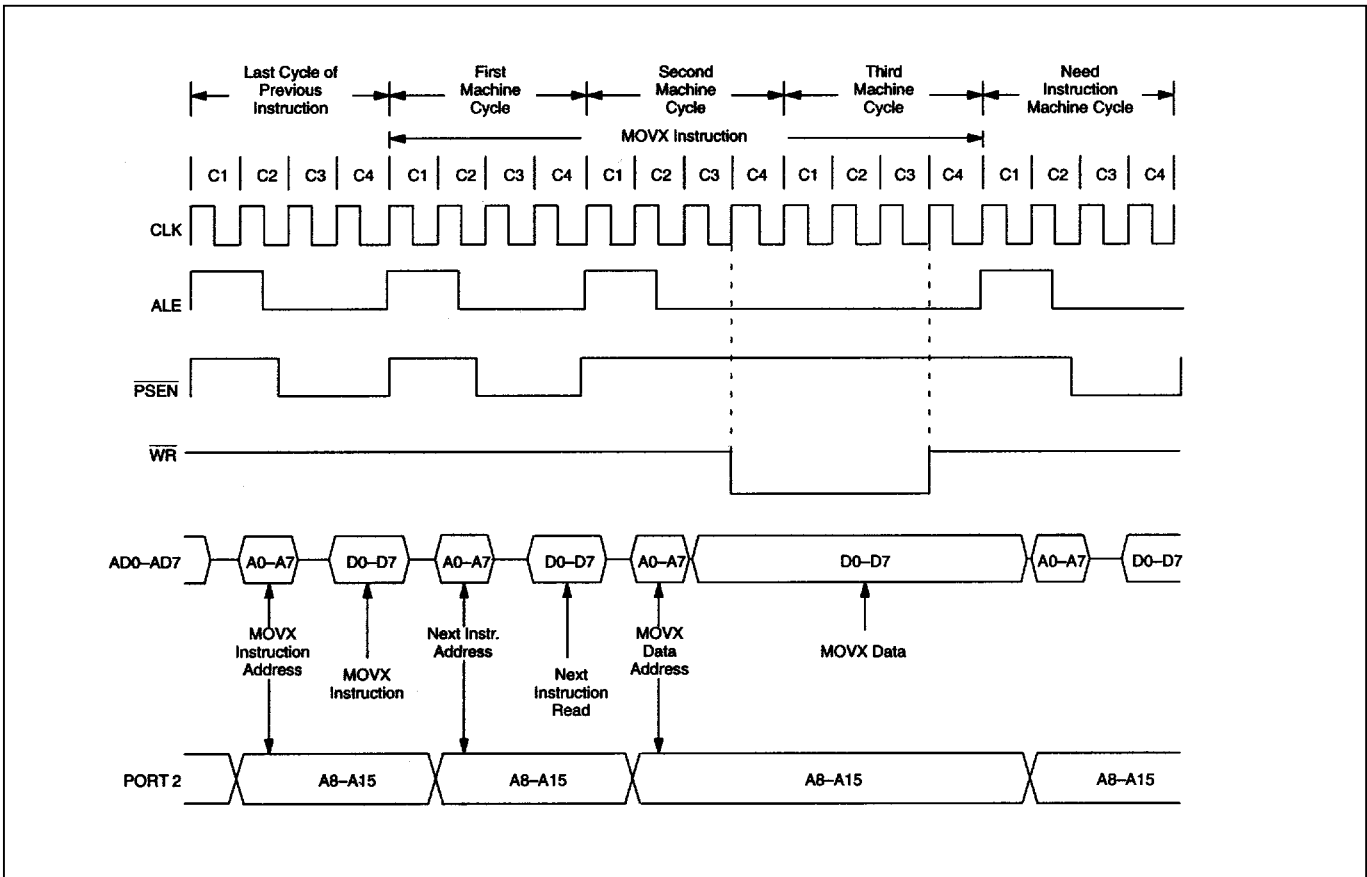 Last Cycle of
Previous
Instruction
First
Machine
Cycle
Second
Machine
Cycle
Third
Machine
Cycle
Need
Instruction
Machine Cycle
MOVX Instruction
C1 C2 C3 C4 C1 C2 C3 C4 C1 C2 C3 C4 C1 C2 C3 C4 C1 C2 C3 C4
CLK
ALE
PSEN
WR
AD0–AD7 A0–A7 D0–D7 A0–A7 D0–D7 A0–A7 D0–D7 A0–A7 D0–D7
MOVX
Instruction
Address
MOVX
Instruction
Next Instr.
Address
Next
Instruction
Read
MOVX
Data
Address
MOVX Data
PORT 2 A8–A15 A8–A15 A8–A15 A8–A15